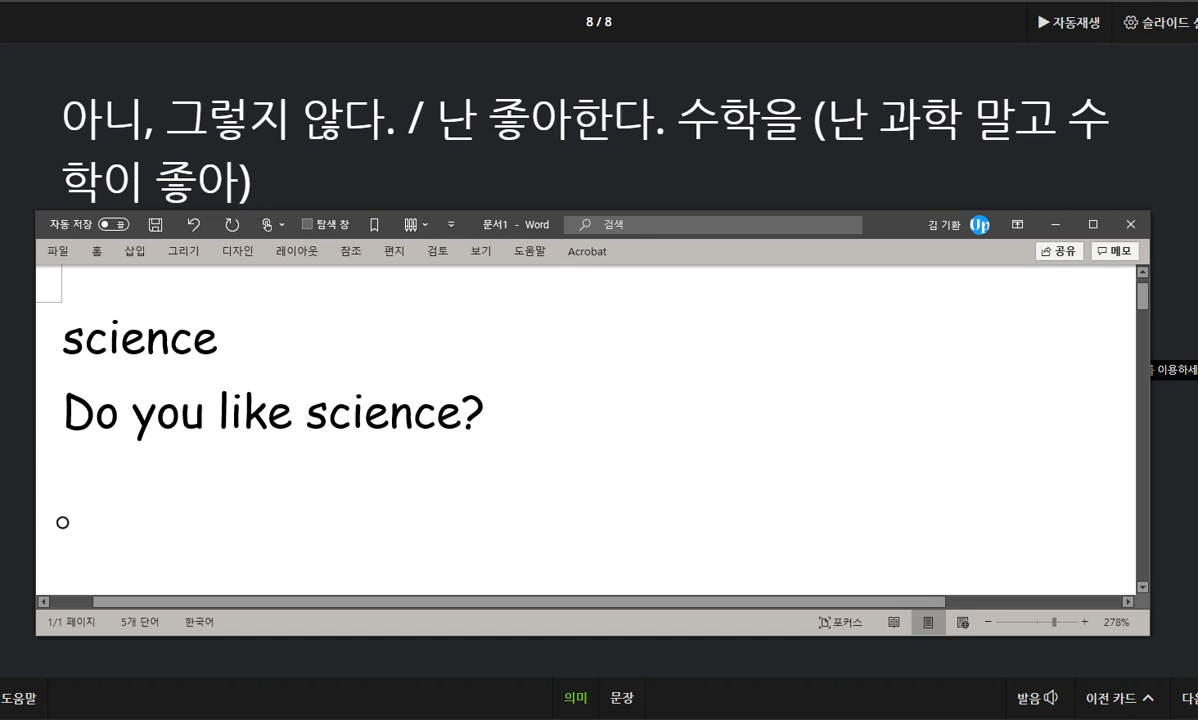 8 / 8
▶자동재생
슬라이드
아니, 그렇지 않다. / 난 좋아한다. 수학을 (난 과학 말고 수
학이 좋아)
자동 저장 끔 탐색 창 문서1 - Word 검색 김 기환 Up
파일 홈 삽입 그리기 디자인 레이아웃 참조 편지 검토 보기 도움말 Acrobat 공유 메모
science
를 이용하세
Do you like science?
1/1 페이지 5개 단어 한국어 포커스 278%
도움말 의미 문장 발음 이전 카드 다음